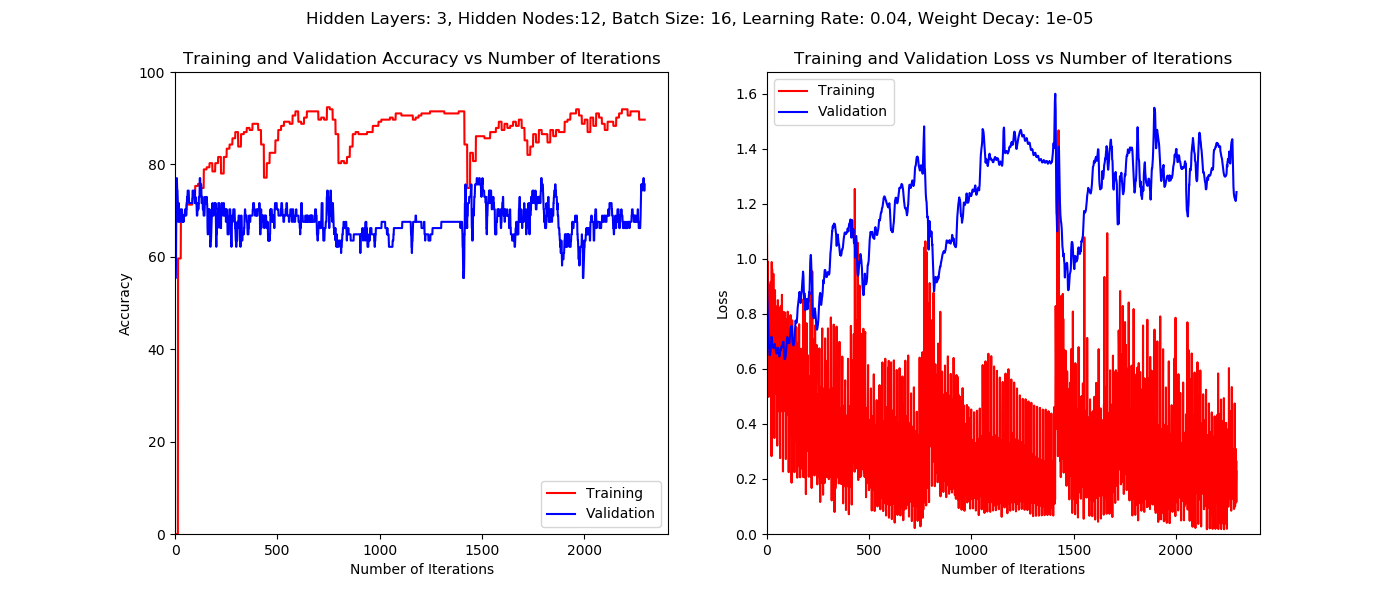 Hidden Layers: 3, Hidden Nodes:12, Batch Size: 16, Learning Rate: 0.04, Weight Decay: 1e-05
Training and Validation Accuracy vs Number of Iterations
100
80
60
40
20
0
Accuracy
0 500 1000 1500 2000
Number of Iterations
Training
Validation
Training and Validation Loss vs Number of Iterations
Training
Validation
1.6
1.4
1.2
1.0
0.8
0.6
0.4
0.2
0.0
Loss
0 500 1000 1500 2000
Number of Iterations